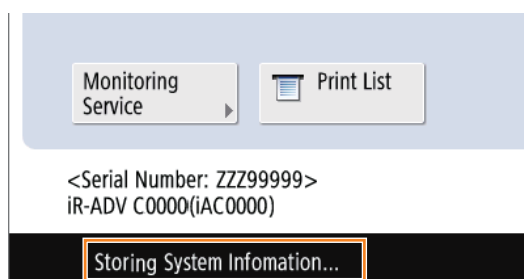 Monitoring
Service
Print List
<Serial Number: ZZZ99999>
iR-ADV C0000(iAC0000)
Storing System Infomation...